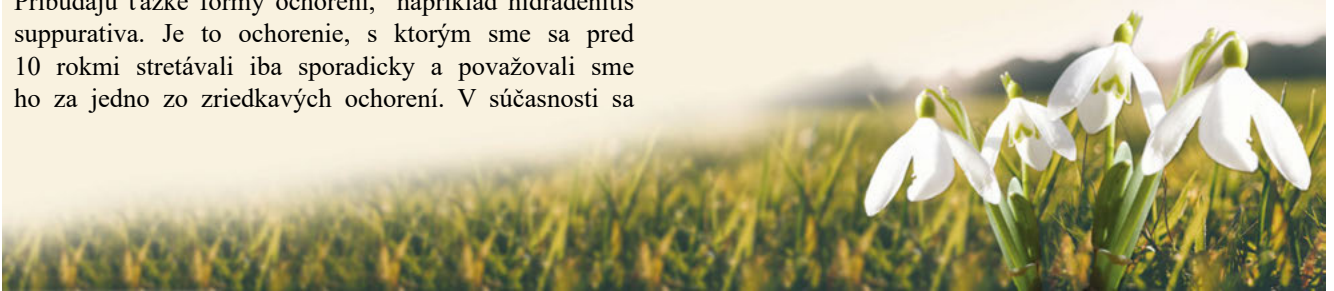 Pribúdajú ťažké formy ochorení, napríklad hidradenitis
suppurativa. Je to ochorenie, s ktorým sme sa pred
10 rokmi stretávali iba sporadicky a považovali sme
ho za jedno zo zriedkavých ochorení. V súčasnosti sa